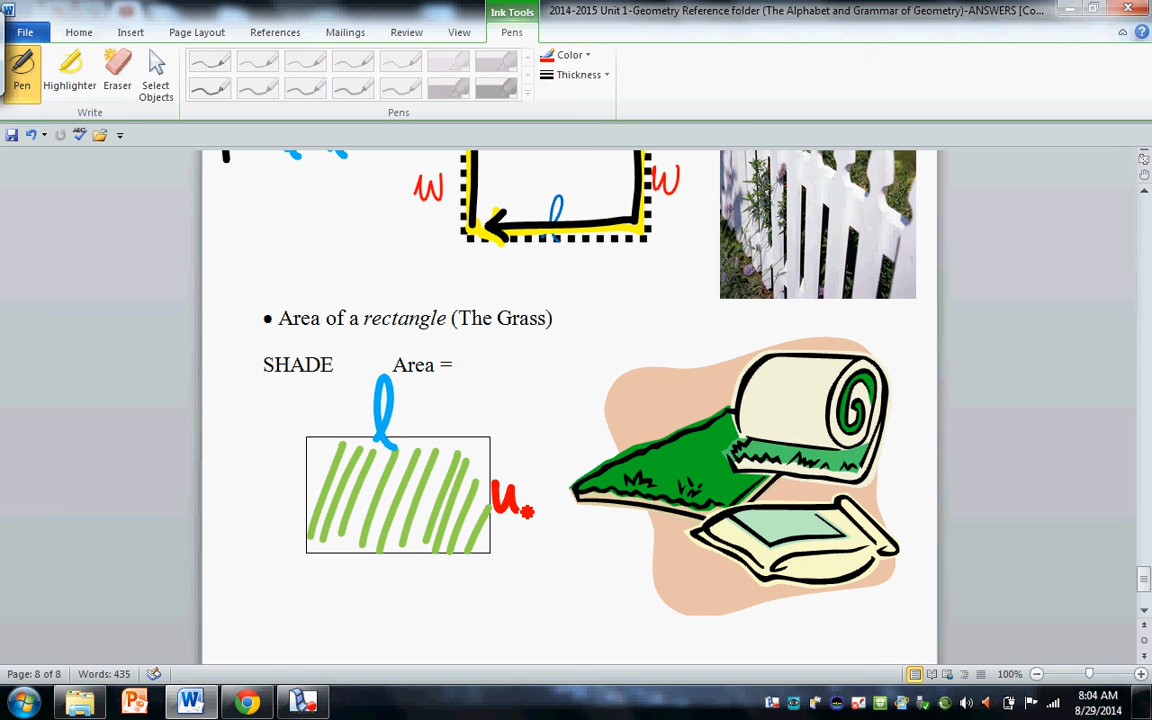 Ink Tools
2014-2015 Unit 1-Geometry Reference folder (The Alphabet and Grammar of Geometry)-ANSWERS [Co...
File Home Insert Page Layout References Mailings Review View Pens
Pen Highlighter Eraser Select Objects
Color
Thickness
Write Pens
w w
l
• Area of a rectangle (The Grass)
SHADE Area =
l
Page: 8 of 8 Words: 435 100%
8:04 AM
8/29/2014